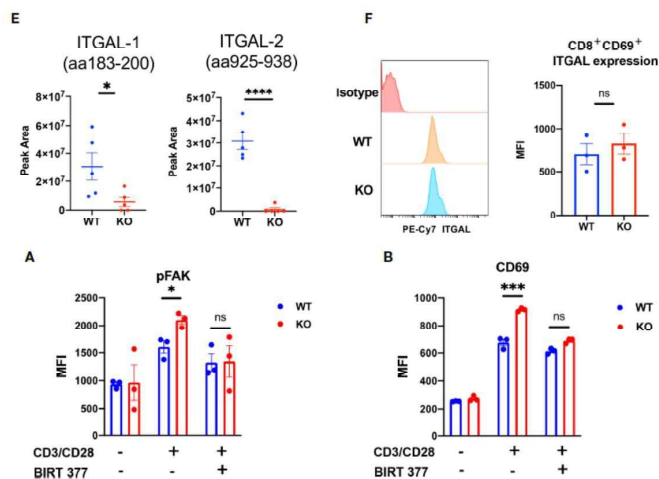 E
ITGAL-1
(aa183-200)
*
8×10⁷
6×10⁷
4×10⁷
2×10⁷
0
Peak Area
WT KO
ITGAL-2
(aa925-938)
****
5×10⁷
4×10⁷
3×10⁷
2×10⁷
1×10⁷
0
Peak Area
WT KO
F
Isotype
WT
KO
PE-Cy7 ITGAL
CD8⁺CD69⁺
ITGAL expression
ns
1500
1000
500
0
MFI
WT KO
A
pFAK
* ns
WT
KO
2500
2000
1500
1000
500
0
MFI
CD3/CD28 - + +
BIRT 377 - - +
B
CD69
*** ns
WT
KO
1000
800
600
400
200
0
MFI
CD3/CD28 - + +
BIRT 377 - - +